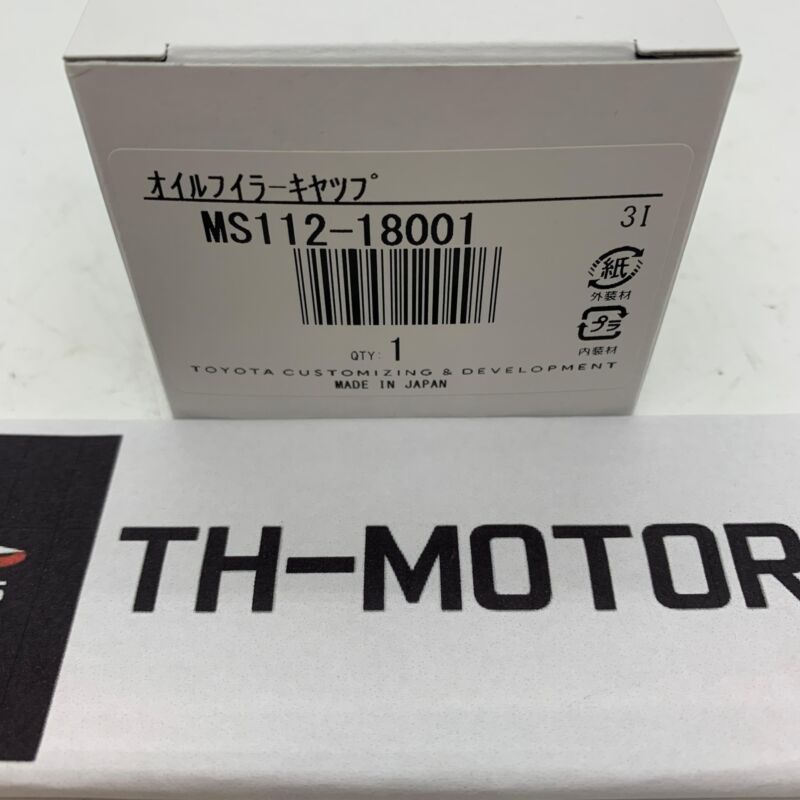 オイルフイラーキヤツプ
MS112-18001
3I
紙
外装材
プラ
内装材
QTY: 1
TOYOTA CUSTOMIZING & DEVELOPMENT
MADE IN JAPAN
TH-MOTOR